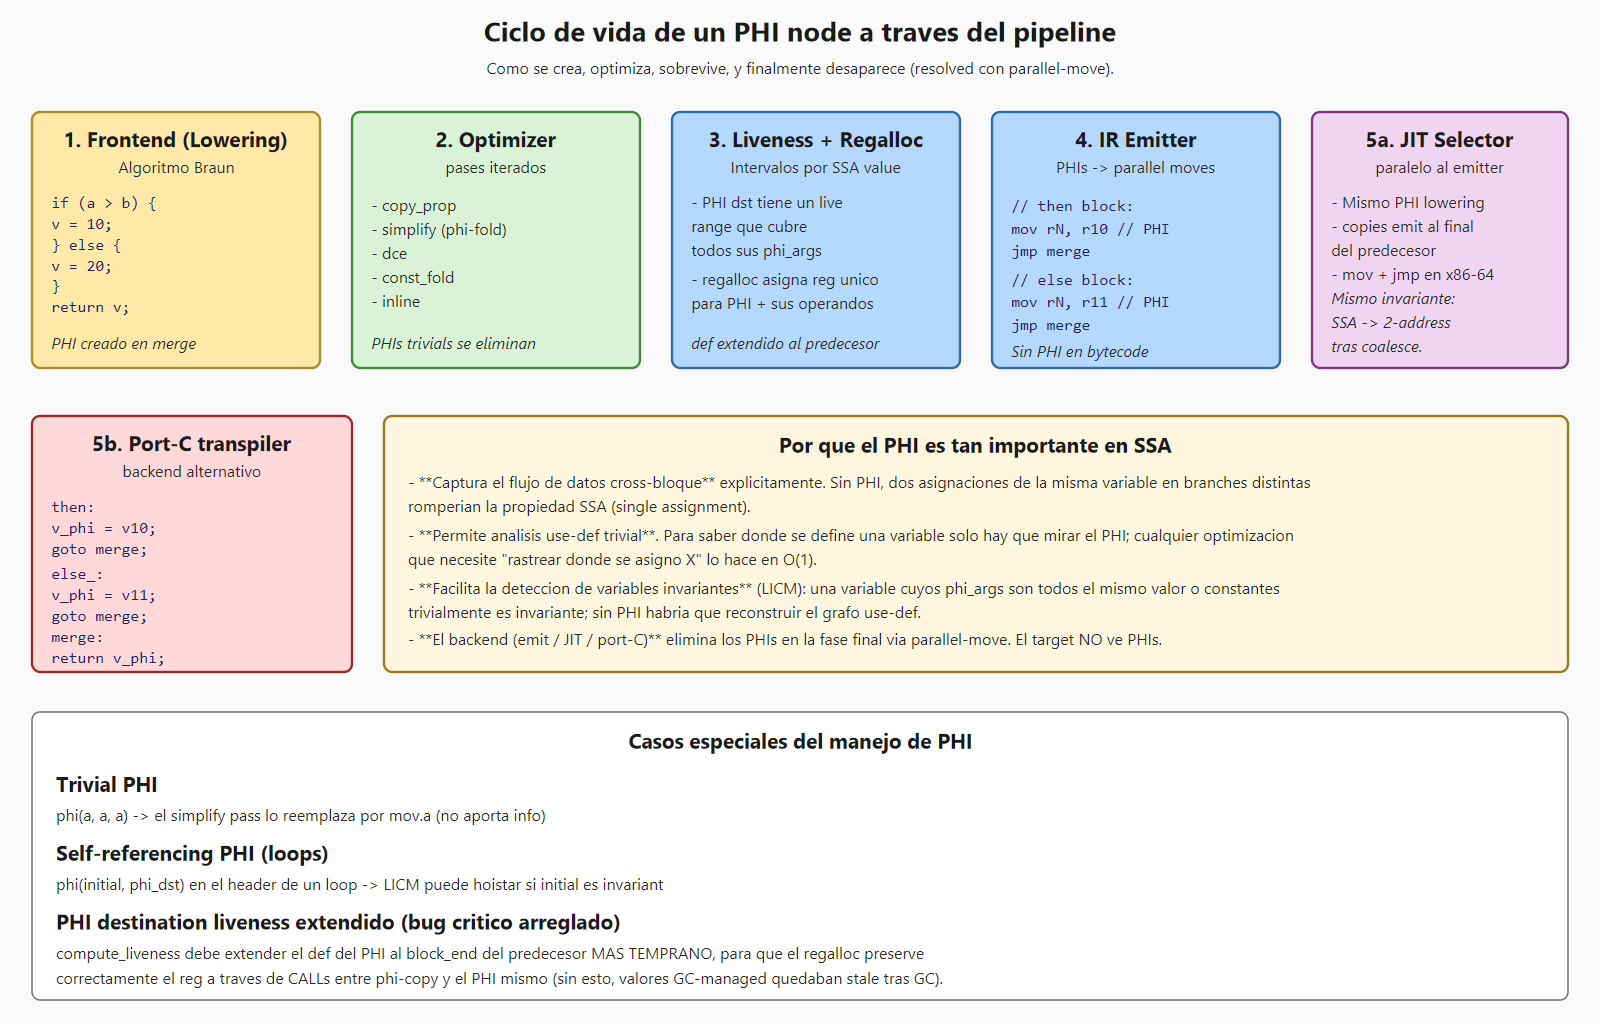 Ciclo de vida de un PHI node a traves del pipeline
Como se crea, optimiza, sobrevive, y finalmente desaparece (resolved con parallel-move).
1. Frontend (Lowering)
Algoritmo Braun
if (a > b) {
v = 10;
} else {
v = 20;
}
return v;
PHI creado en merge
2. Optimizer
pases iterados
- copy_prop
- simplify (phi-fold)
- dce
- const_fold
- inline
PHIs trivials se eliminan
3. Liveness + Regalloc
Intervalos por SSA value
- PHI dst tiene un live
range que cubre
todos sus phi_args
- regalloc asigna reg unico
para PHI + sus operandos
def extendido al predecesor
4. IR Emitter
PHIs -> parallel moves
// then block:
mov rN, r10 // PHI
jmp merge
// else block:
mov rN, r11 // PHI
jmp merge
Sin PHI en bytecode
5a. JIT Selector
paralelo al emitter
- Mismo PHI lowering
- copies emit al final
del predecesor
- mov + jmp en x86-64
Mismo invariante:
SSA -> 2-address
tras coalesce.
5b. Port-C transpiler
backend alternativo
then:
v_phi = v10;
goto merge;
else_:
v_phi = v11;
goto merge;
merge:
return v_phi;
Por que el PHI es tan importante en SSA
- **Captura el flujo de datos cross-bloque** explicitamente. Sin PHI, dos asignaciones de la misma variable en branches distintas
romperian la propiedad SSA (single assignment).
- **Permite analisis use-def trivial**. Para saber donde se define una variable solo hay que mirar el PHI; cualquier optimizacion
que necesite "rastrear donde se asigno X" lo hace en O(1).
- **Facilita la deteccion de variables invariantes** (LICM): una variable cuyos phi_args son todos el mismo valor o constantes
trivialmente es invariante; sin PHI habria que reconstruir el grafo use-def.
- **El backend (emit / JIT / port-C)** elimina los PHIs en la fase final via parallel-move. El target NO ve PHIs.
Casos especiales del manejo de PHI
Trivial PHI
phi(a, a, a) -> el simplify pass lo reemplaza por mov.a (no aporta info)
Self-referencing PHI (loops)
phi(initial, phi_dst) en el header de un loop -> LICM puede hoistar si initial es invariant
PHI destination liveness extendido (bug critico arreglado)
compute_liveness debe extender el def del PHI al block_end del predecesor MAS TEMPRANO, para que el regalloc preserve
correctamente el reg a traves de CALLs entre phi-copy y el PHI mismo (sin esto, valores GC-managed quedaban stale tras GC).